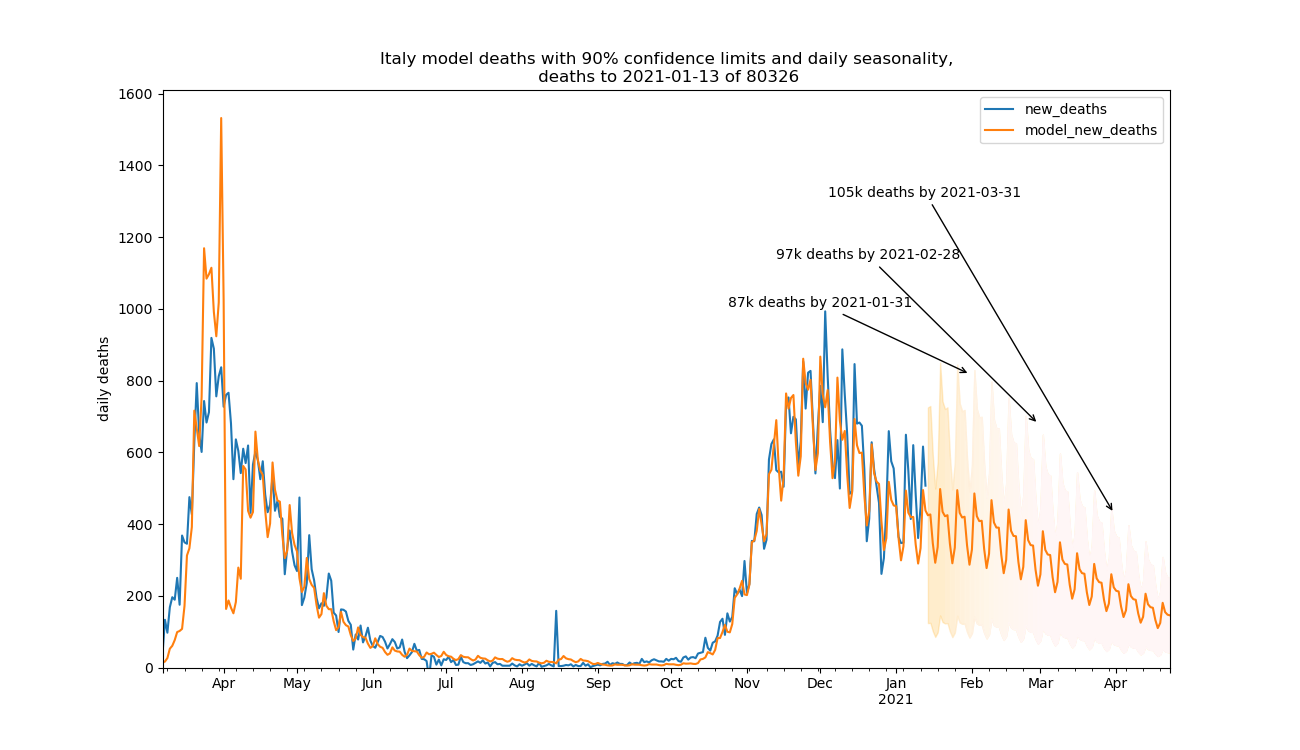 Italy model deaths with 90% confidence limits and daily seasonality,
deaths to 2021-01-13 of 80326
1600
1400
1200
1000
800
600
400
200
0
daily deaths
new_deaths
model_new_deaths
105k deaths by 2021-03-31
97k deaths by 2021-02-28
87k deaths by 2021-01-31
Apr May Jun Jul Aug Sep Oct Nov Dec Jan Feb Mar Apr
2021